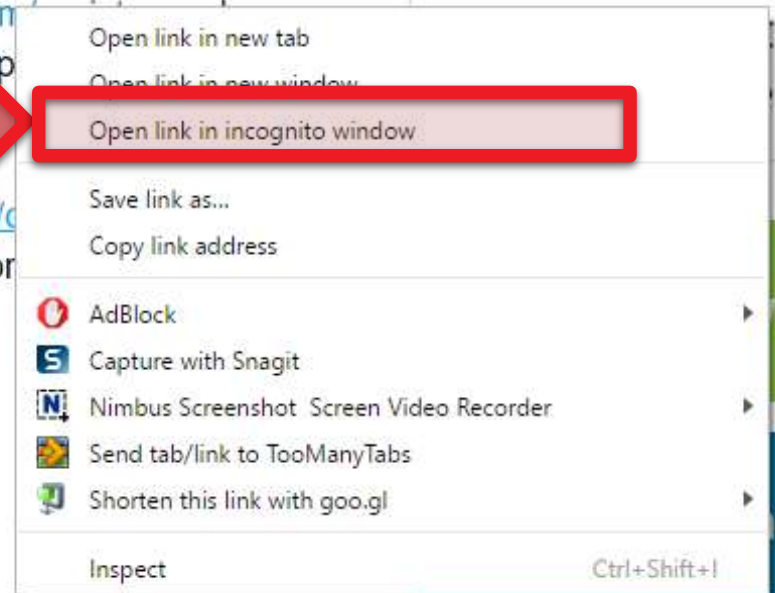 Open link in new tab
Open link in new window
Open link in incognito window
Save link as...
Copy link address
AdBlock
Capture with Snagit
Nimbus Screenshot Screen Video Recorder
Send tab/link to TooManyTabs
Shorten this link with goo.gl
Inspect Ctrl+Shift+I